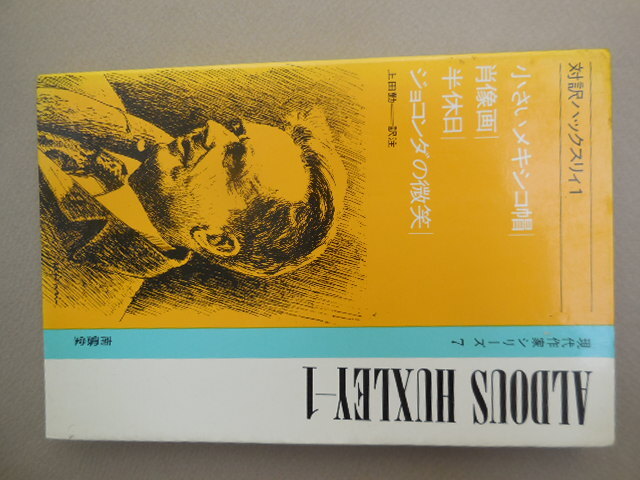 対訳ハックスリィ1
小さいメキシコ帽
肖像画
半休日
ジョコンダの微笑
上田勤——訳注
現代作家シリーズ 7
南雲堂
ALDOUS HUXLEY—1